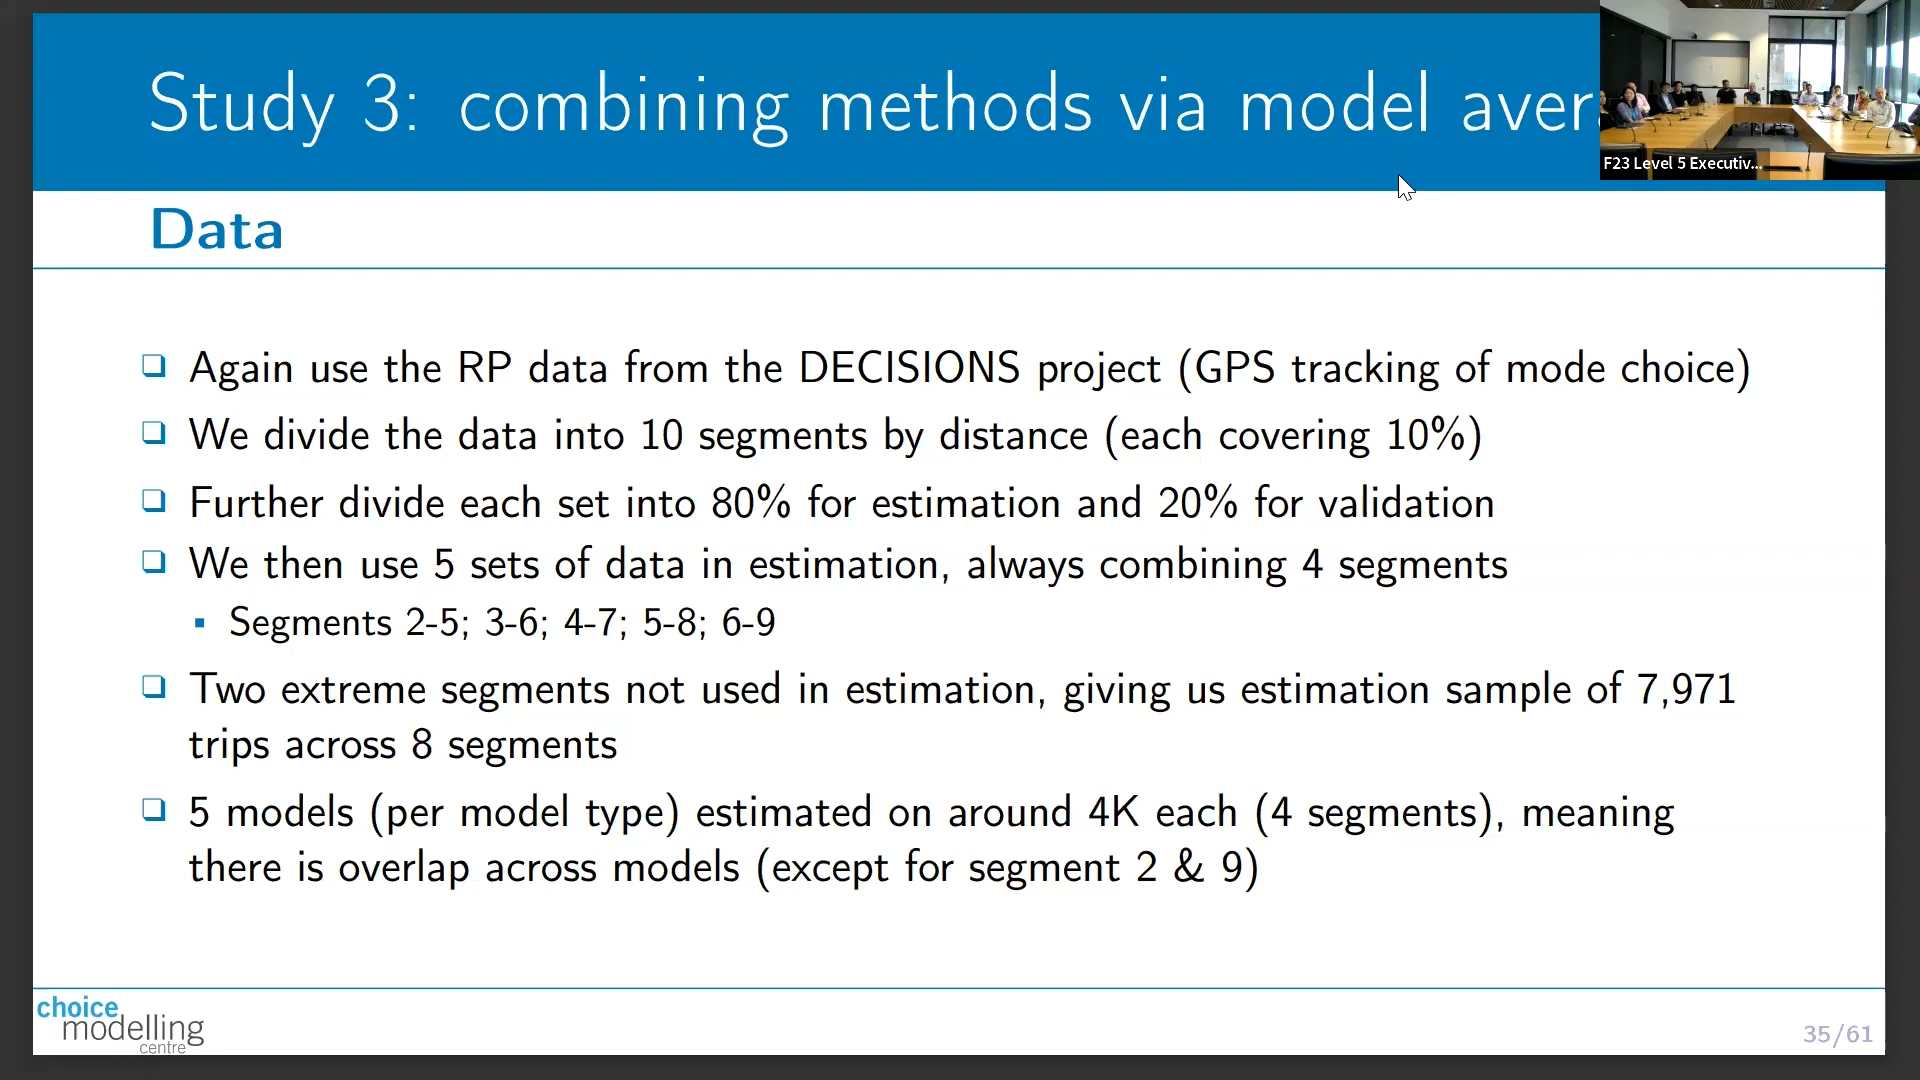 Study 3: combining methods via model aver
F23 Level 5 Executiv...
Data
❏ Again use the RP data from the DECISIONS project (GPS tracking of mode choice)
❏ We divide the data into 10 segments by distance (each covering 10%)
❏ Further divide each set into 80% for estimation and 20% for validation
❏ We then use 5 sets of data in estimation, always combining 4 segments
▪ Segments 2-5; 3-6; 4-7; 5-8; 6-9
❏ Two extreme segments not used in estimation, giving us estimation sample of 7,971
trips across 8 segments
❏ 5 models (per model type) estimated on around 4K each (4 segments), meaning
there is overlap across models (except for segment 2 & 9)
choice
modelling
centre
35/61